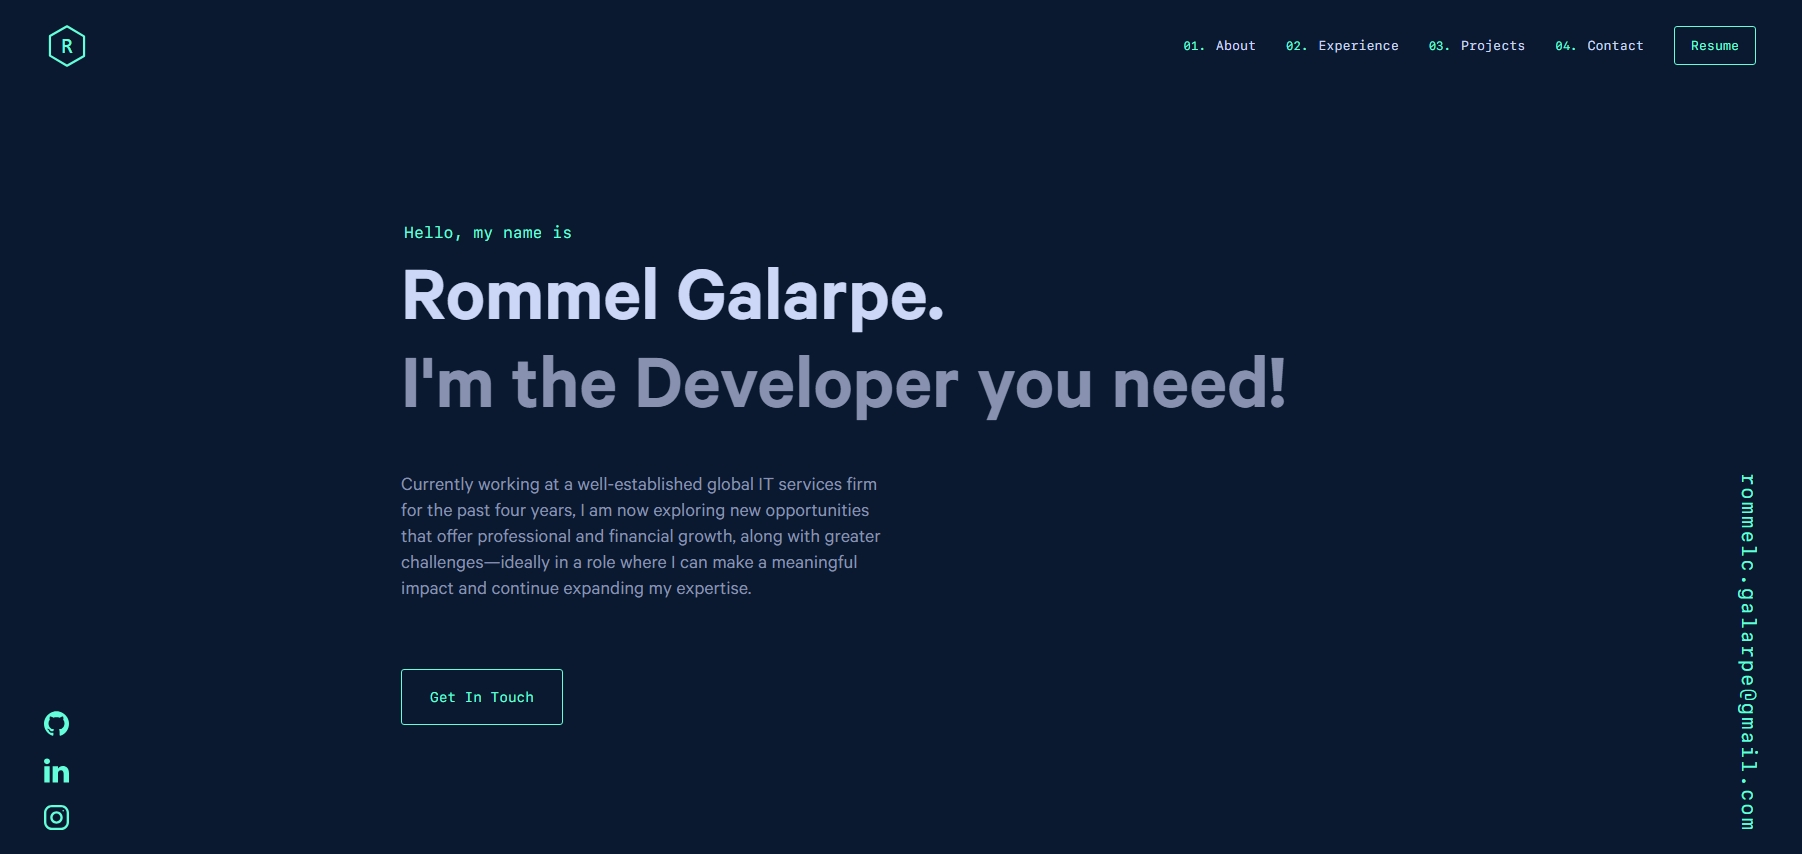 R
01. About 02. Experience 03. Projects 04. Contact Resume
Hello, my name is
Rommel Galarpe.
I'm the Developer you need!
Currently working at a well-established global IT services firm
for the past four years, I am now exploring new opportunities
that offer professional and financial growth, along with greater
challenges—ideally in a role where I can make a meaningful
impact and continue expanding my expertise.
Get In Touch
in
rommelc.galarpe@gmail.com